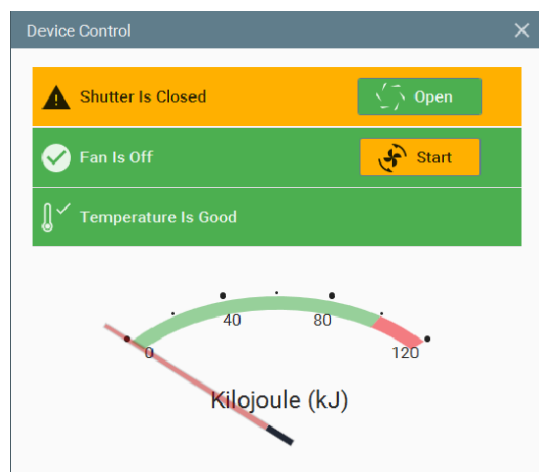 Device Control
Shutter Is Closed Open
Fan Is Off Start
Temperature Is Good
40 80
0 120
Kilojoule (kJ)